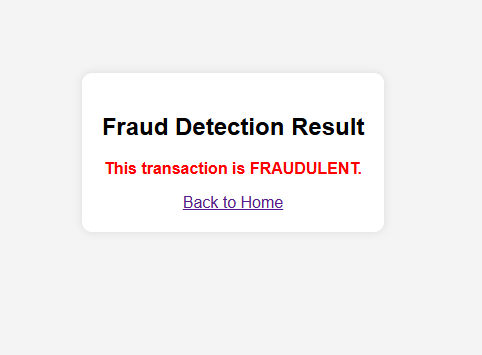 Fraud Detection Result
This transaction is FRAUDULENT.
Back to Home